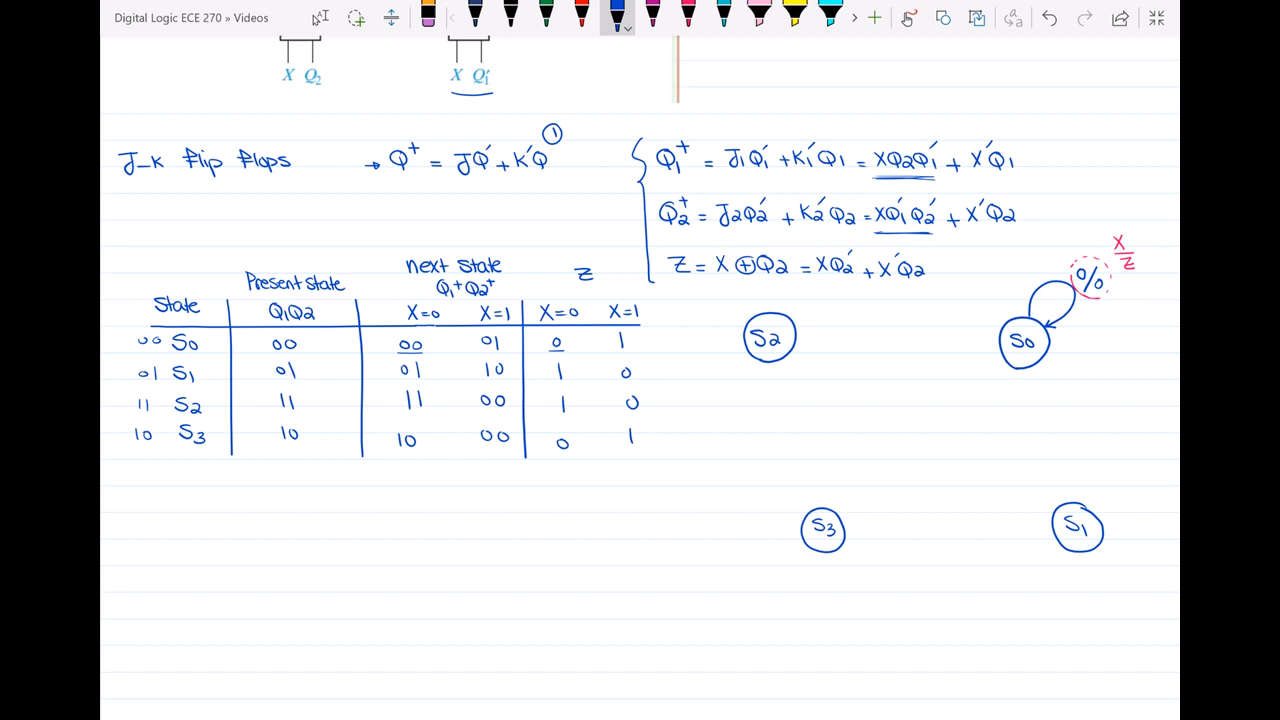 Digital Logic ECE 270 » Videos
X Q₂ X Q₁′
J-K flip flops → Q⁺ = JQ′ + K′Q ①
Q₁⁺ = J₁Q₁′ + K₁′Q₁ = XQ₂Q₁′ + X′Q₁
Q₂⁺ = J₂Q₂′ + K₂′Q₂ = XQ₁′Q₂′ + X′Q₂
Z = X ⊕ Q₂ = XQ₂′ + X′Q₂
State Present state next state Z
Q₁Q₂ Q₁⁺Q₂⁺
X=0 X=1 X=0 X=1
00 S0 00 00 01 0 1
01 S1 01 01 10 1 0
11 S2 11 11 00 1 0
10 S3 10 10 00 0 1
X/Z
0/0
S2 S0
S3 S1